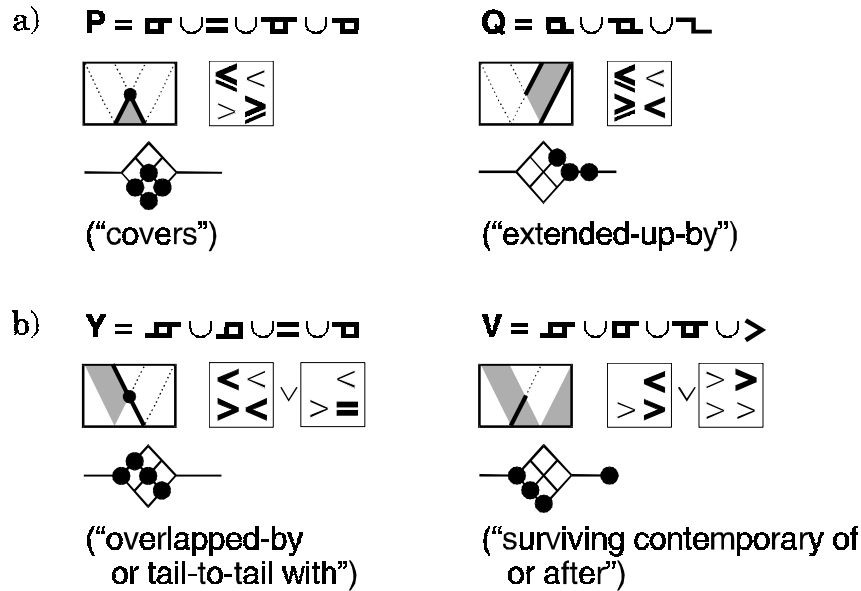 a)
P = ∪ = ∪ ∪
Q = ∪ ∪
⩽ <
> ⩾
⩽ <
⩾ <
("covers")
("extended-up-by")
b)
Y = ∪ ∪ = ∪
V = ∪ ∪ ∪ >
< <
> < ∨ <
> =
<
> > ∨ > >
> >
("overlapped-by
or tail-to-tail with")
("surviving contemporary of
or after")